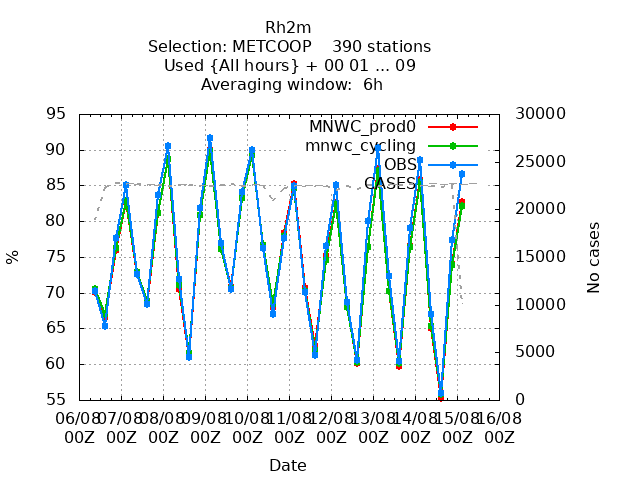 Rh2m
Selection: METCOOP    390 stations
Used {All hours} + 00 01 ... 09
Averaging window:  6h
95
90
85
80
75
70
65
60
55
%
30000
25000
20000
15000
10000
5000
0
No cases
MNWC_prod0
mnwc_cycling
OBS
CASES
06/08 07/08 08/08 09/08 10/08 11/08 12/08 13/08 14/08 15/08 16/08
00Z 00Z 00Z 00Z 00Z 00Z 00Z 00Z 00Z 00Z 00Z
Date